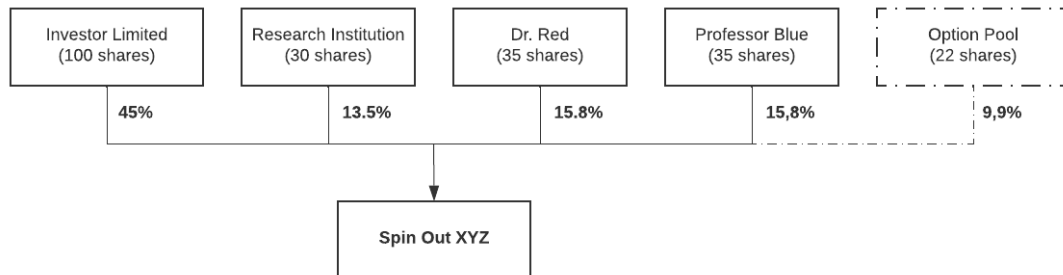 Investor Limited
(100 shares)
Research Institution
(30 shares)
Dr. Red
(35 shares)
Professor Blue
(35 shares)
Option Pool
(22 shares)
45%
13.5%
15.8%
15,8%
9,9%
Spin Out XYZ